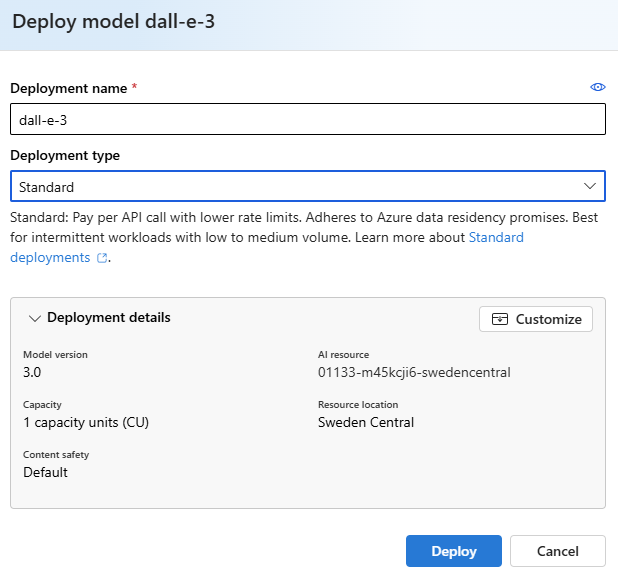 Deploy model dall-e-3
Deployment name *
dall-e-3
Deployment type
Standard
Standard: Pay per API call with lower rate limits. Adheres to Azure data residency promises. Best
for intermittent workloads with low to medium volume. Learn more about Standard
deployments.
Deployment details
Customize
Model version
3.0
AI resource
01133-m45kcji6-swedencentral
Capacity
1 capacity units (CU)
Resource location
Sweden Central
Content safety
Default
Deploy
Cancel